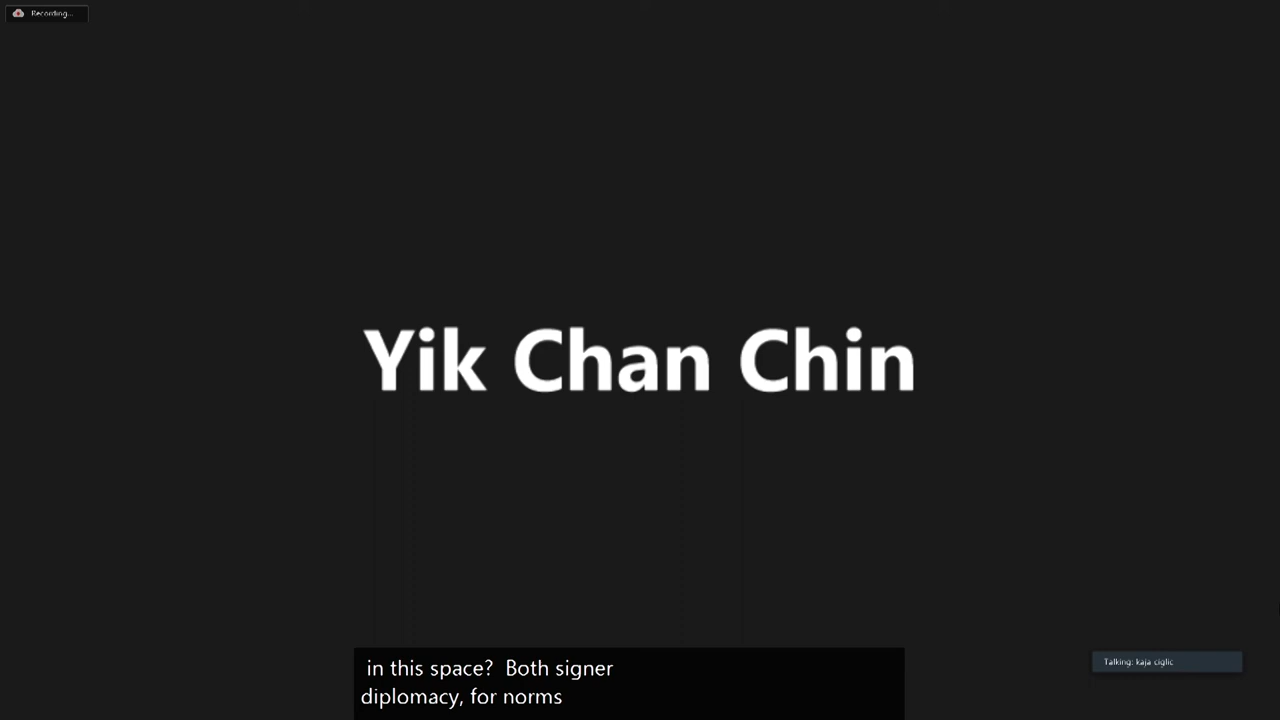 Recording...
Yik Chan Chin
in this space?  Both signer
diplomacy, for norms
Talking: kaja ciglic